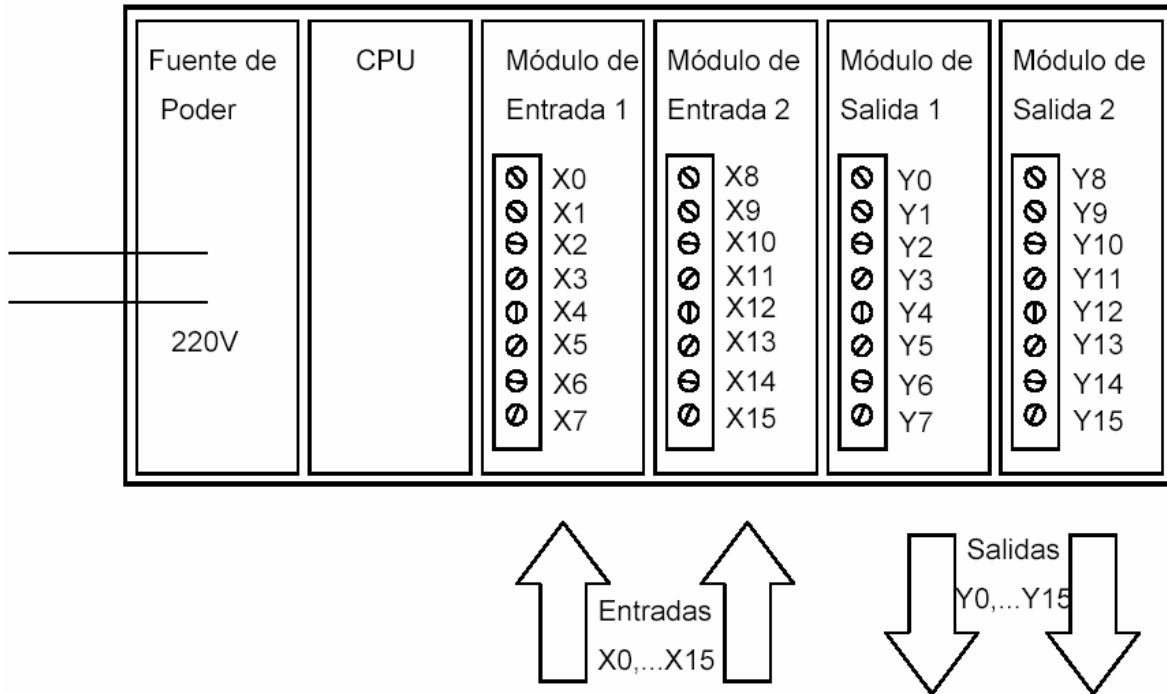 Fuente de
Poder
220V
CPU
Módulo de
Entrada 1
X0
X1
X2
X3
X4
X5
X6
X7
Módulo de
Entrada 2
X8
X9
X10
X11
X12
X13
X14
X15
Módulo de
Salida 1
Y0
Y1
Y2
Y3
Y4
Y5
Y6
Y7
Módulo de
Salida 2
Y8
Y9
Y10
Y11
Y12
Y13
Y14
Y15
Entradas
X0,...X15
Salidas
Y0,...Y15